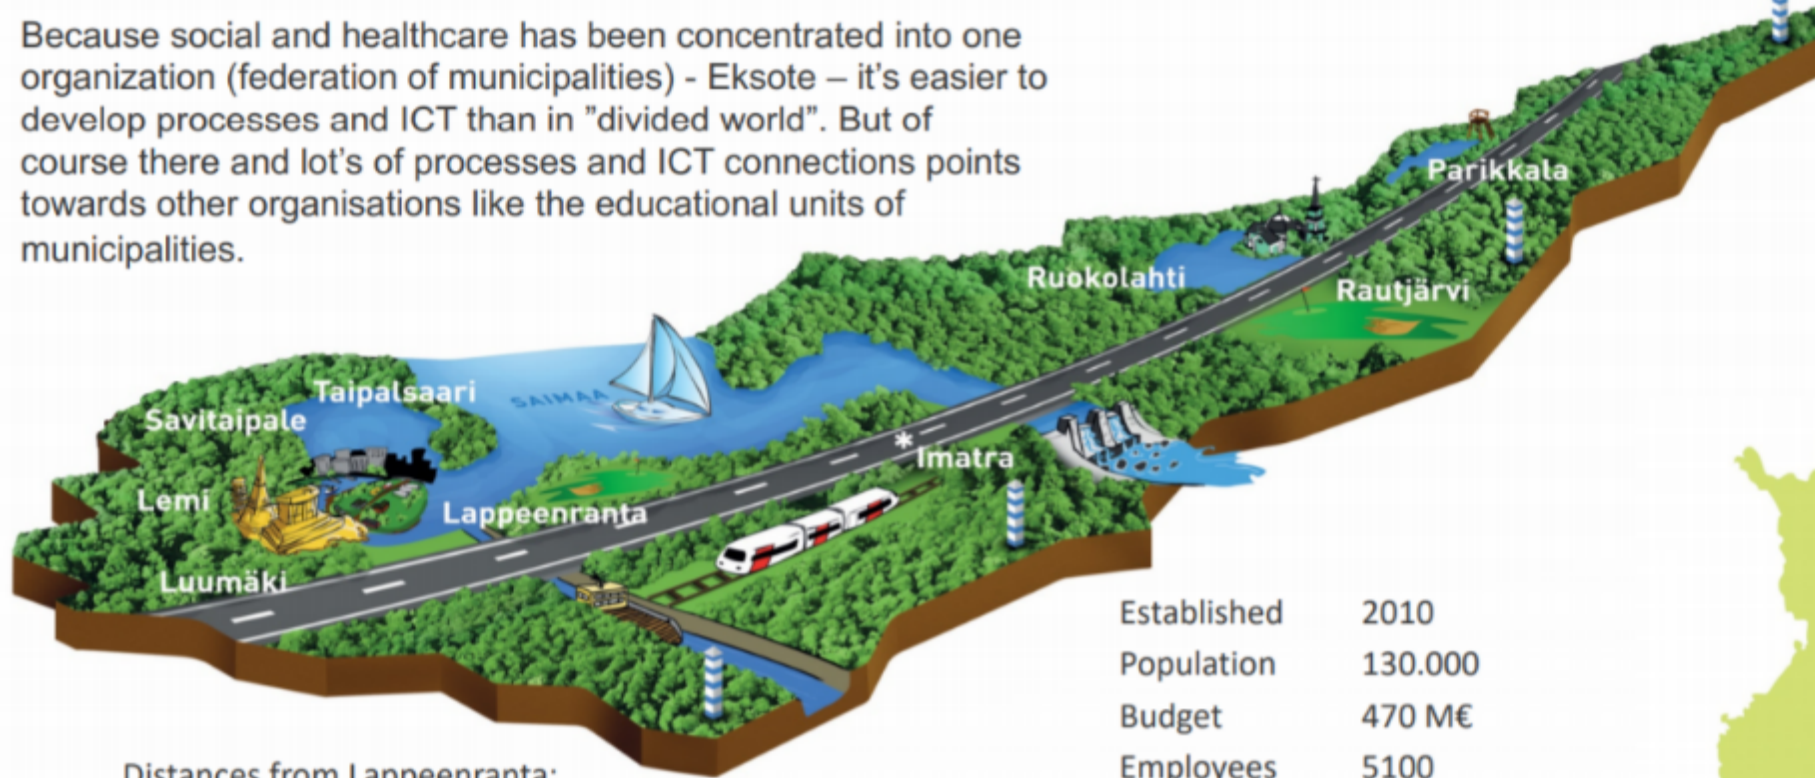 Because social and healthcare has been concentrated into one
organization (federation of municipalities) - Eksote – it's easier to
develop processes and ICT than in ”divided world”. But of
course there and lot's of processes and ICT connections points
towards other organisations like the educational units of
municipalities.
Parikkala
Ruokolahti
Rautjärvi
Taipalsaari
SAIMAA
Savitaipale
* Imatra
Lemi
Lappeenranta
Luumäki
Established 2010
Population 130.000
Budget 470 M€
Employees 5100
Distances from Lappeenranta: